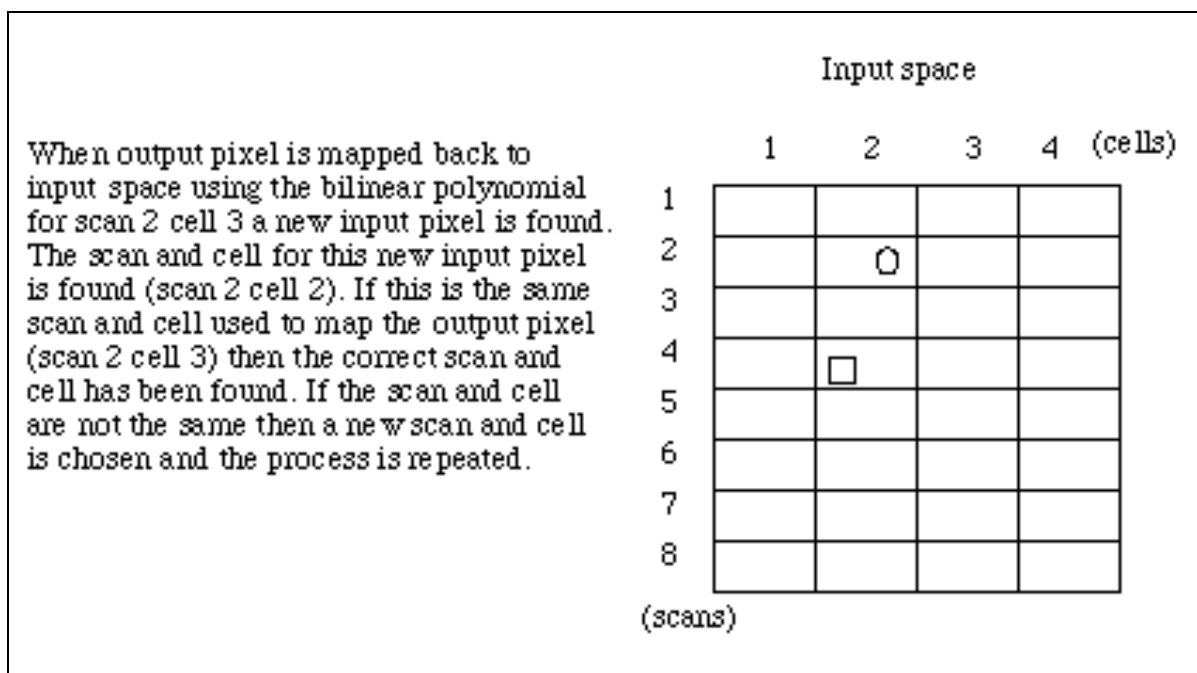 Input space
When output pixel is mapped back to
input space using the bilinear polynomial
for scan 2 cell 3 a new input pixel is found.
The scan and cell for this new input pixel
is found (scan 2 cell 2). If this is the same
scan and cell used to map the output pixel
(scan 2 cell 3) then the correct scan and
cell has been found. If the scan and cell
are not the same then a new scan and cell
is chosen and the process is repeated.
1 2 3 4 (cells)
1
2
3
4
5
6
7
8
(scans)